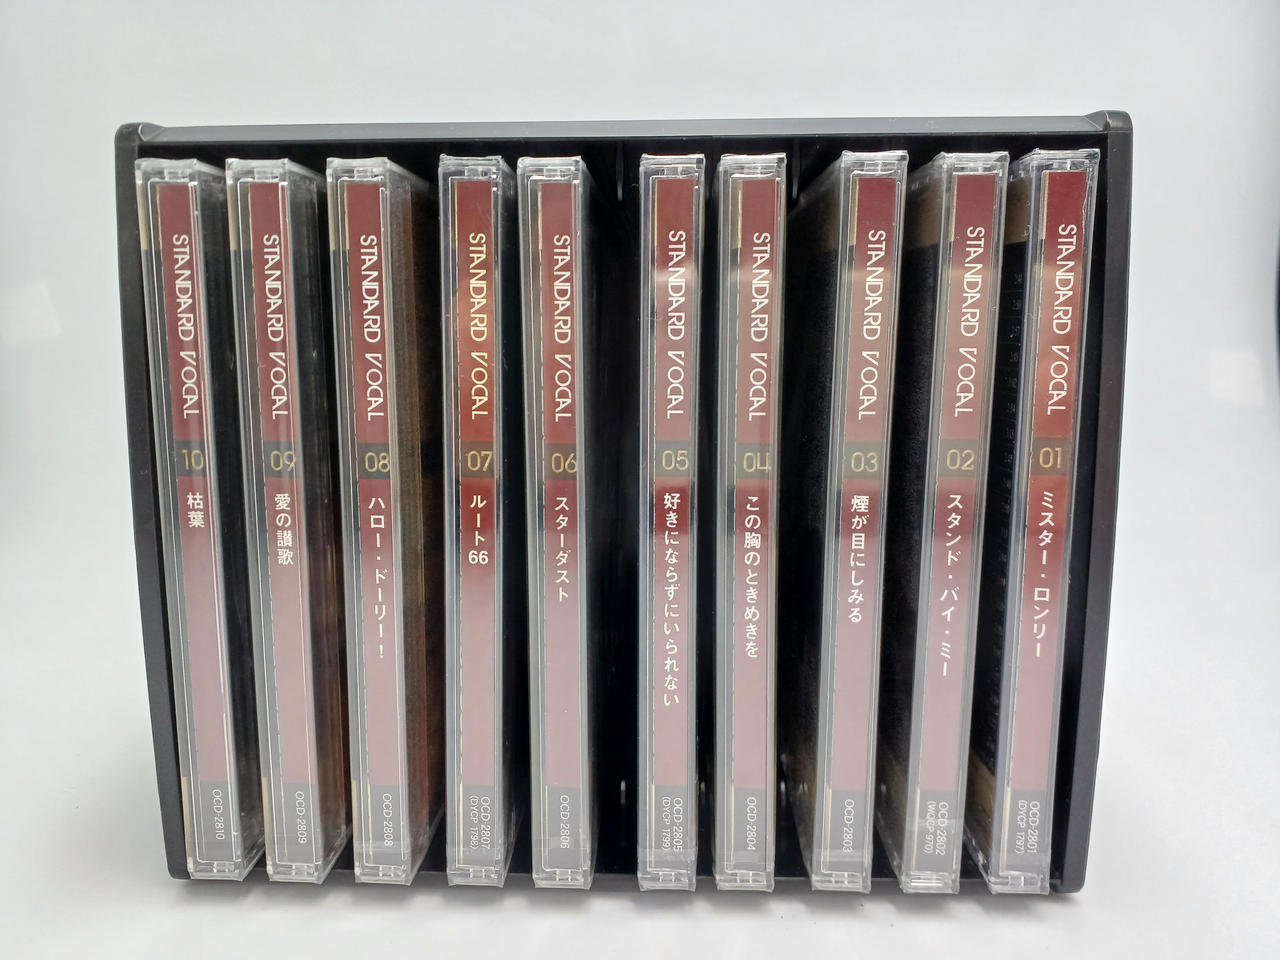 STANDARD VOCAL
10
枯葉
OCD-2810
STANDARD VOCAL
09
愛の讃歌
OCD-2809
STANDARD VOCAL
08
ハロー・ドーリー！
OCD-2808
STANDARD VOCAL
07
ルート66
OCD-2807
(DYCP 1798)
STANDARD VOCAL
06
スターダスト
OCD-2806
STANDARD VOCAL
05
好きにならずにいられない
OCD-2805
(DYCP 1799)
STANDARD VOCAL
04
この胸のときめきを
OCD-2804
STANDARD VOCAL
03
煙が目にしみる
OCD-2803
STANDARD VOCAL
02
スタンド・バイ・ミー
OCD-2802
(WQCP-970)
STANDARD VOCAL
01
ミスター・ロンリー
OCD-2801
(DYCP 1797)